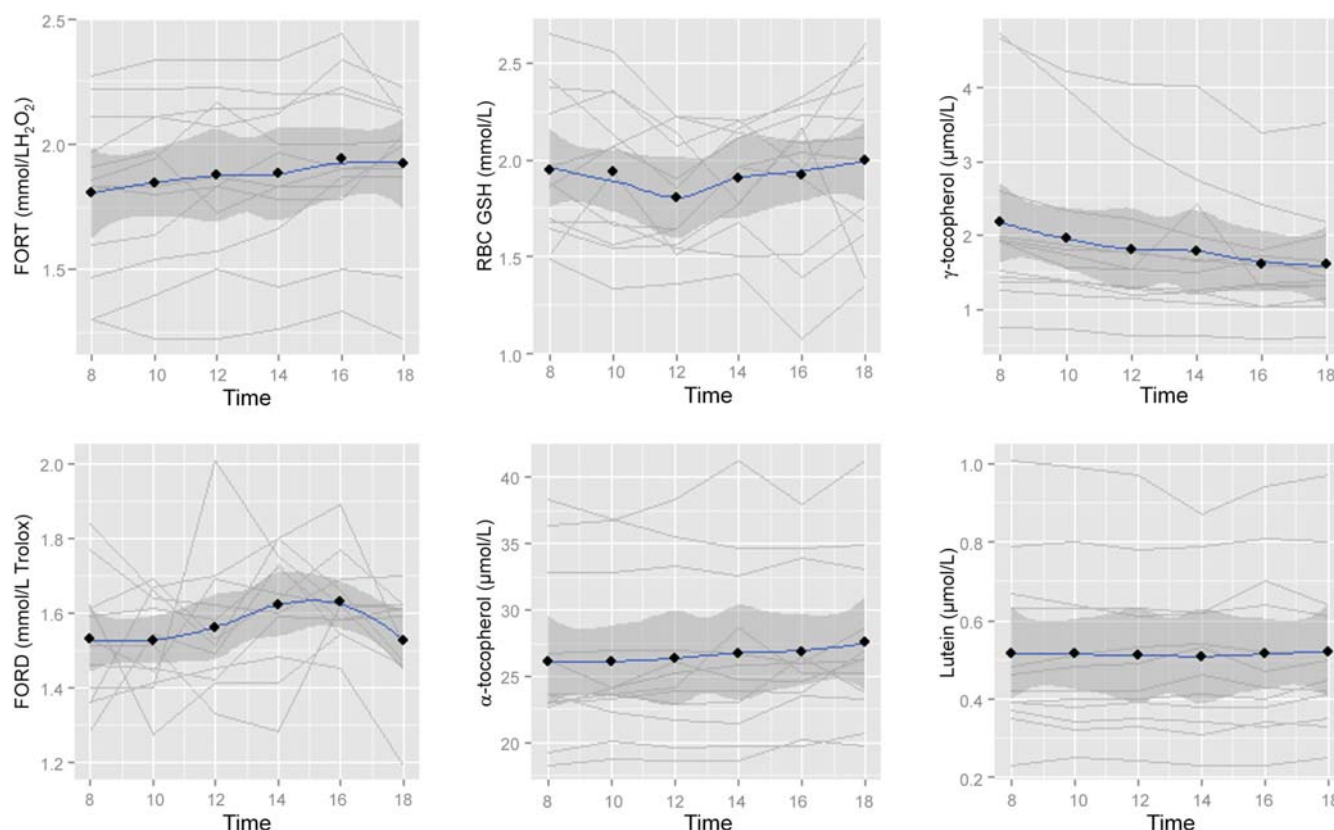 FORT (mmol/LH₂O₂)
2.5
2.0
1.5
8 10 12 14 16 18
Time
RBC GSH (mmol/L)
2.5
2.0
1.5
1.0
8 10 12 14 16 18
Time
γ-tocopherol (µmol/L)
4
3
2
1
8 10 12 14 16 18
Time
FORD (mmol/L Trolox)
2.0
1.8
1.6
1.4
1.2
8 10 12 14 16 18
Time
α-tocopherol (µmol/L)
40
35
30
25
20
8 10 12 14 16 18
Time
Lutein (µmol/L)
1.0
0.8
0.6
0.4
0.2
8 10 12 14 16 18
Time